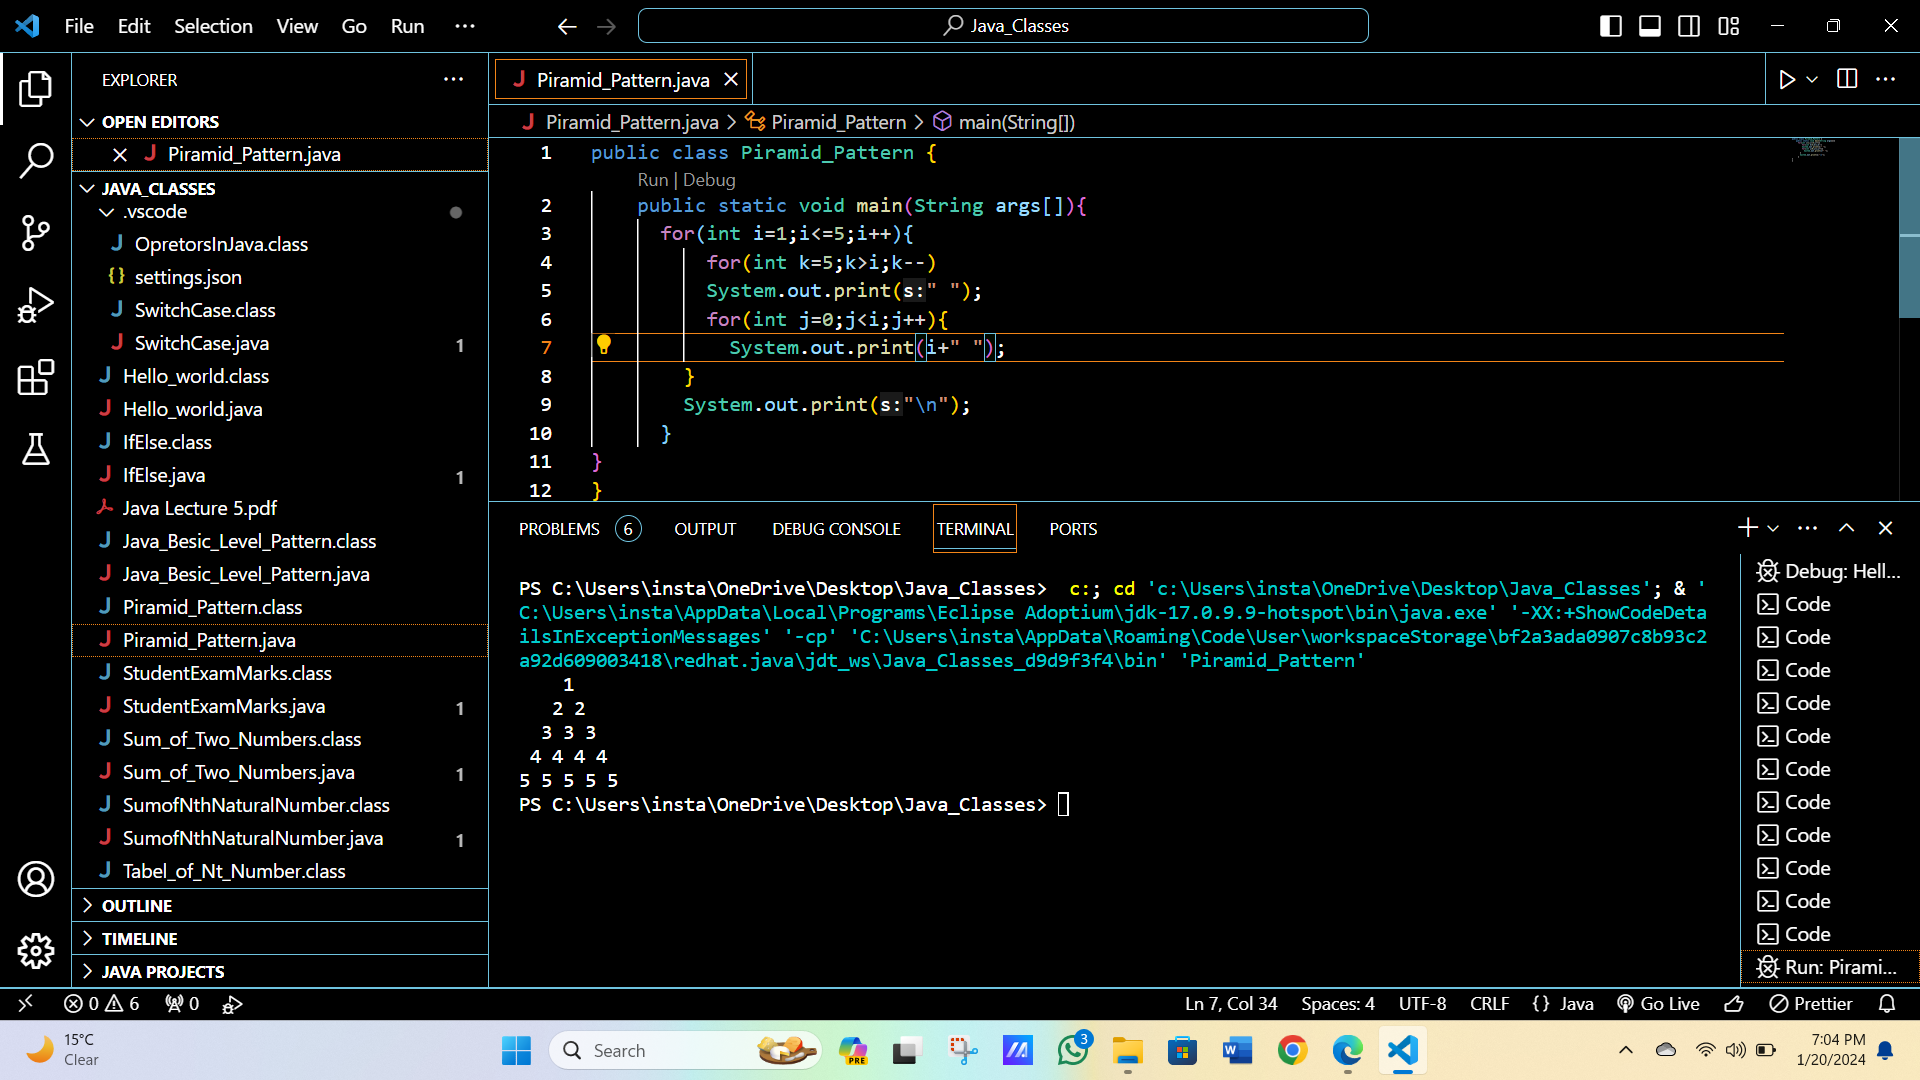 File Edit Selection View Go Run ···
Java_Classes
EXPLORER ···
OPEN EDITORS
Piramid_Pattern.java
JAVA_CLASSES
.vscode
OpretorsInJava.class
{} settings.json
SwitchCase.class
SwitchCase.java 1
Hello_world.class
Hello_world.java
IfElse.class
IfElse.java 1
Java Lecture 5.pdf
Java_Besic_Level_Pattern.class
Java_Besic_Level_Pattern.java
Piramid_Pattern.class
Piramid_Pattern.java
StudentExamMarks.class
StudentExamMarks.java 1
Sum_of_Two_Numbers.class
Sum_of_Two_Numbers.java 1
SumofNthNaturalNumber.class
SumofNthNaturalNumber.java 1
Tabel_of_Nt_Number.class
OUTLINE
TIMELINE
JAVA PROJECTS
Piramid_Pattern.java
Piramid_Pattern.java > Piramid_Pattern > main(String[])
1 public class Piramid_Pattern {
Run | Debug
2 public static void main(String args[]){
3 for(int i=1;i<=5;i++){
4 for(int k=5;k>i;k--)
5 System.out.print(s:" ");
6 for(int j=0;j<i;j++){
7 System.out.print(i+" ");
8 }
9 System.out.print(s:"\n");
10 }
11 }
12 }
PROBLEMS 6 OUTPUT DEBUG CONSOLE TERMINAL PORTS
PS C:\Users\insta\OneDrive\Desktop\Java_Classes>  c:; cd 'c:\Users\insta\OneDrive\Desktop\Java_Classes'; & '
C:\Users\insta\AppData\Local\Programs\Eclipse Adoptium\jdk-17.0.9.9-hotspot\bin\java.exe' '-XX:+ShowCodeDeta
ilsInExceptionMessages' '-cp' 'C:\Users\insta\AppData\Roaming\Code\User\workspaceStorage\bf2a3ada0907c8b93c2
a92d609003418\redhat.java\jdt_ws\Java_Classes_d9d9f3f4\bin' 'Piramid_Pattern'
    1
   2 2
  3 3 3
 4 4 4 4
5 5 5 5 5
PS C:\Users\insta\OneDrive\Desktop\Java_Classes>
Debug: Hell...
Code
Code
Code
Code
Code
Code
Code
Code
Code
Code
Code
Run: Pirami...
0 6 0
Ln 7, Col 34 Spaces: 4 UTF-8 CRLF {} Java Go Live Prettier
15°C
Clear
Search
PRE
3
7:04 PM
1/20/2024